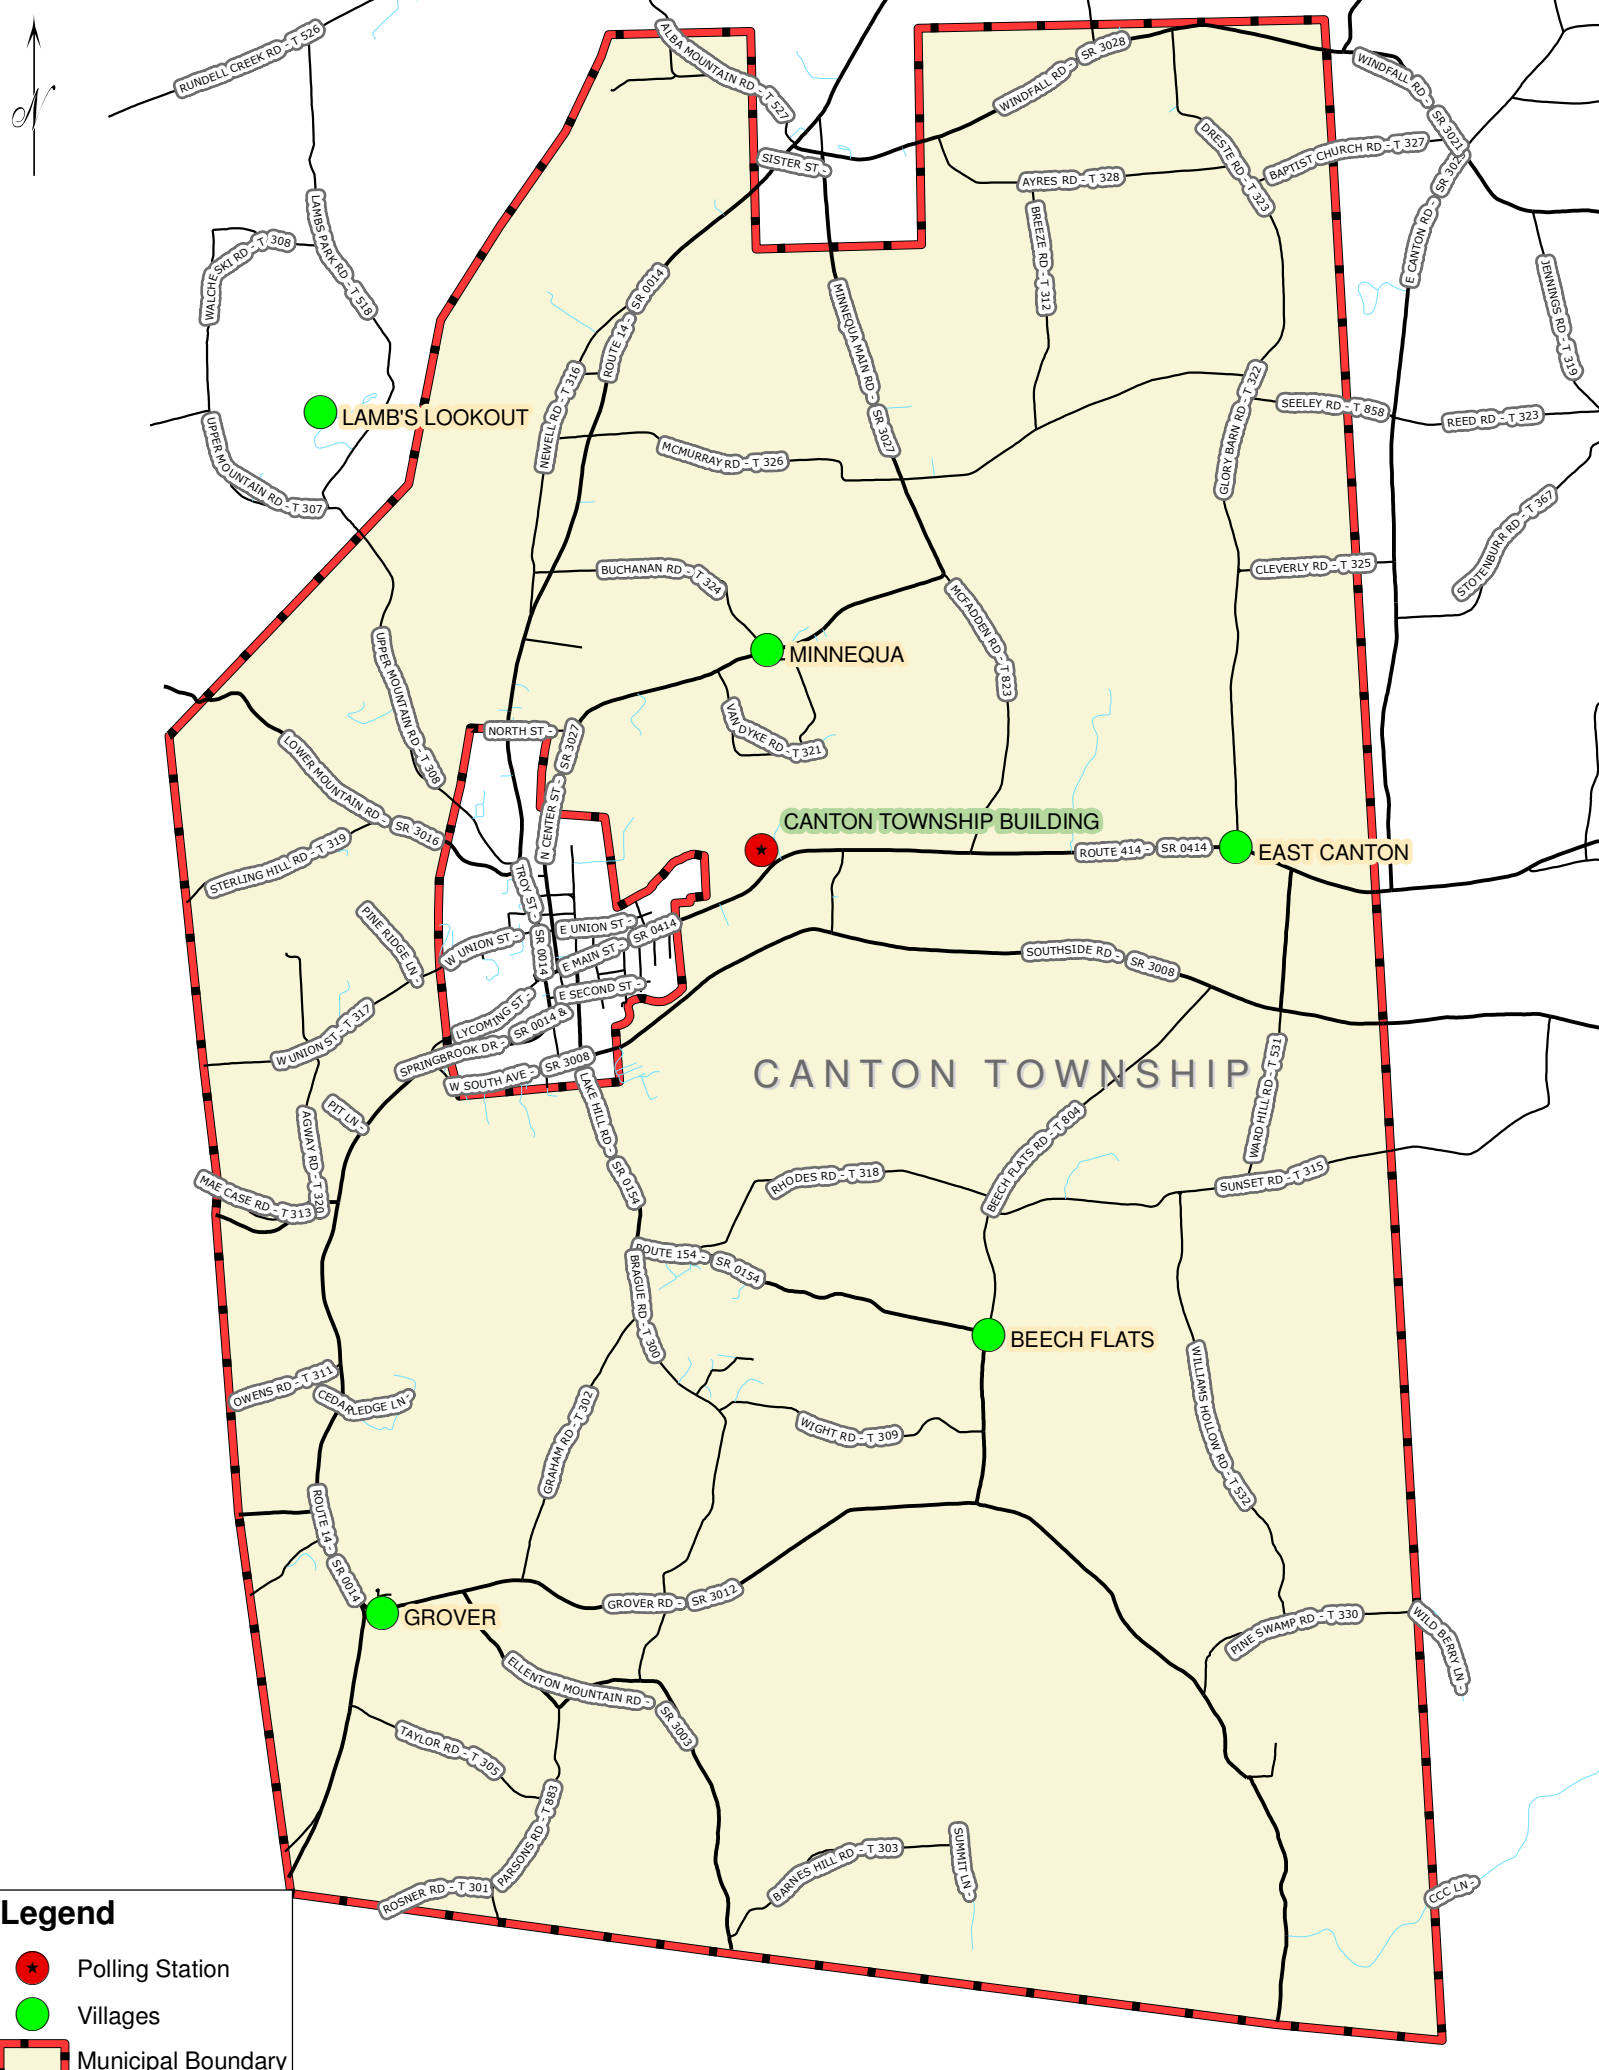 N
RUNDELL CREEK RD - T 526
ALBA MOUNTAIN RD - T 527
WINDFALL RD - SR 3028
WINDFALL RD - SR 3021
SISTER ST -
DRESTE RD - T 323
BAPTIST CHURCH RD - T 327
AYRES RD - T 328
E CANTON RD - SR 302
LAMBS PARK RD - T 518
WALCHESKI RD - T 308
BREEZE RD - T 312
JENNINGS RD - T 319
ROUTE 14 - SR 0014
MINNEQUA MAIN RD - SR 3027
NEWELL RD - T 316
GLORY BARN RD - T 322
SEELEY RD - T 858
REED RD - T 323
LAMB'S LOOKOUT
UPPER MOUNTAIN RD - T 307
MCMURRAY RD - T 326
STOTENBURR RD - T 367
BUCHANAN RD - T 324
CLEVERLY RD - T 325
MCFADDEN RD - T 823
MINNEQUA
UPPER MOUNTAIN RD - T 308
VAN DYKE RD - T 321
NORTH ST -
N CENTER ST - SR 3027
LOWER MOUNTAIN RD - SR 3016
CANTON TOWNSHIP BUILDING
STERLING HILL RD - T 319
ROUTE 414 - SR 0414
EAST CANTON
TROY ST - SR 0014
PINE RIDGE LN -
W UNION ST -
E UNION ST -
E MAIN ST - SR 0414
SOUTHSIDE RD - SR 3008
E SECOND ST -
LYCOMING ST -
W UNION ST - T 317
SPRINGBROOK DR - SR 0014 &
W SOUTH AVE - SR 3008
CANTON TOWNSHIP
WARD HILL RD - T 531
PIT LN -
LAKE HILL RD - SR 0154
AGWAY RD - T 320
BEECH FLATS RD - T 804
MAE CASE RD - T 313
RHODES RD - T 318
SUNSET RD - T 315
ROUTE 154 - SR 0154
BRAGUE RD - T 300
BEECH FLATS
OWENS RD - T 311
CEDAR LEDGE LN -
GRAHAM RD - T 302
WIGHT RD - T 309
WILLIAMS HOLLOW RD - T 532
ROUTE 14 - SR 0014
GROVER RD - SR 3012
GROVER
PINE SWAMP RD - T 330
WILD BERRY LN -
ELLENTON MOUNTAIN RD - SR 3003
TAYLOR RD - T 305
PARSONS RD - T 883
BARNES HILL RD - T 303
SUMMIT LN -
ROSNER RD - T 301
CCC LN -
Legend
Polling Station
Villages
Municipal Boundary